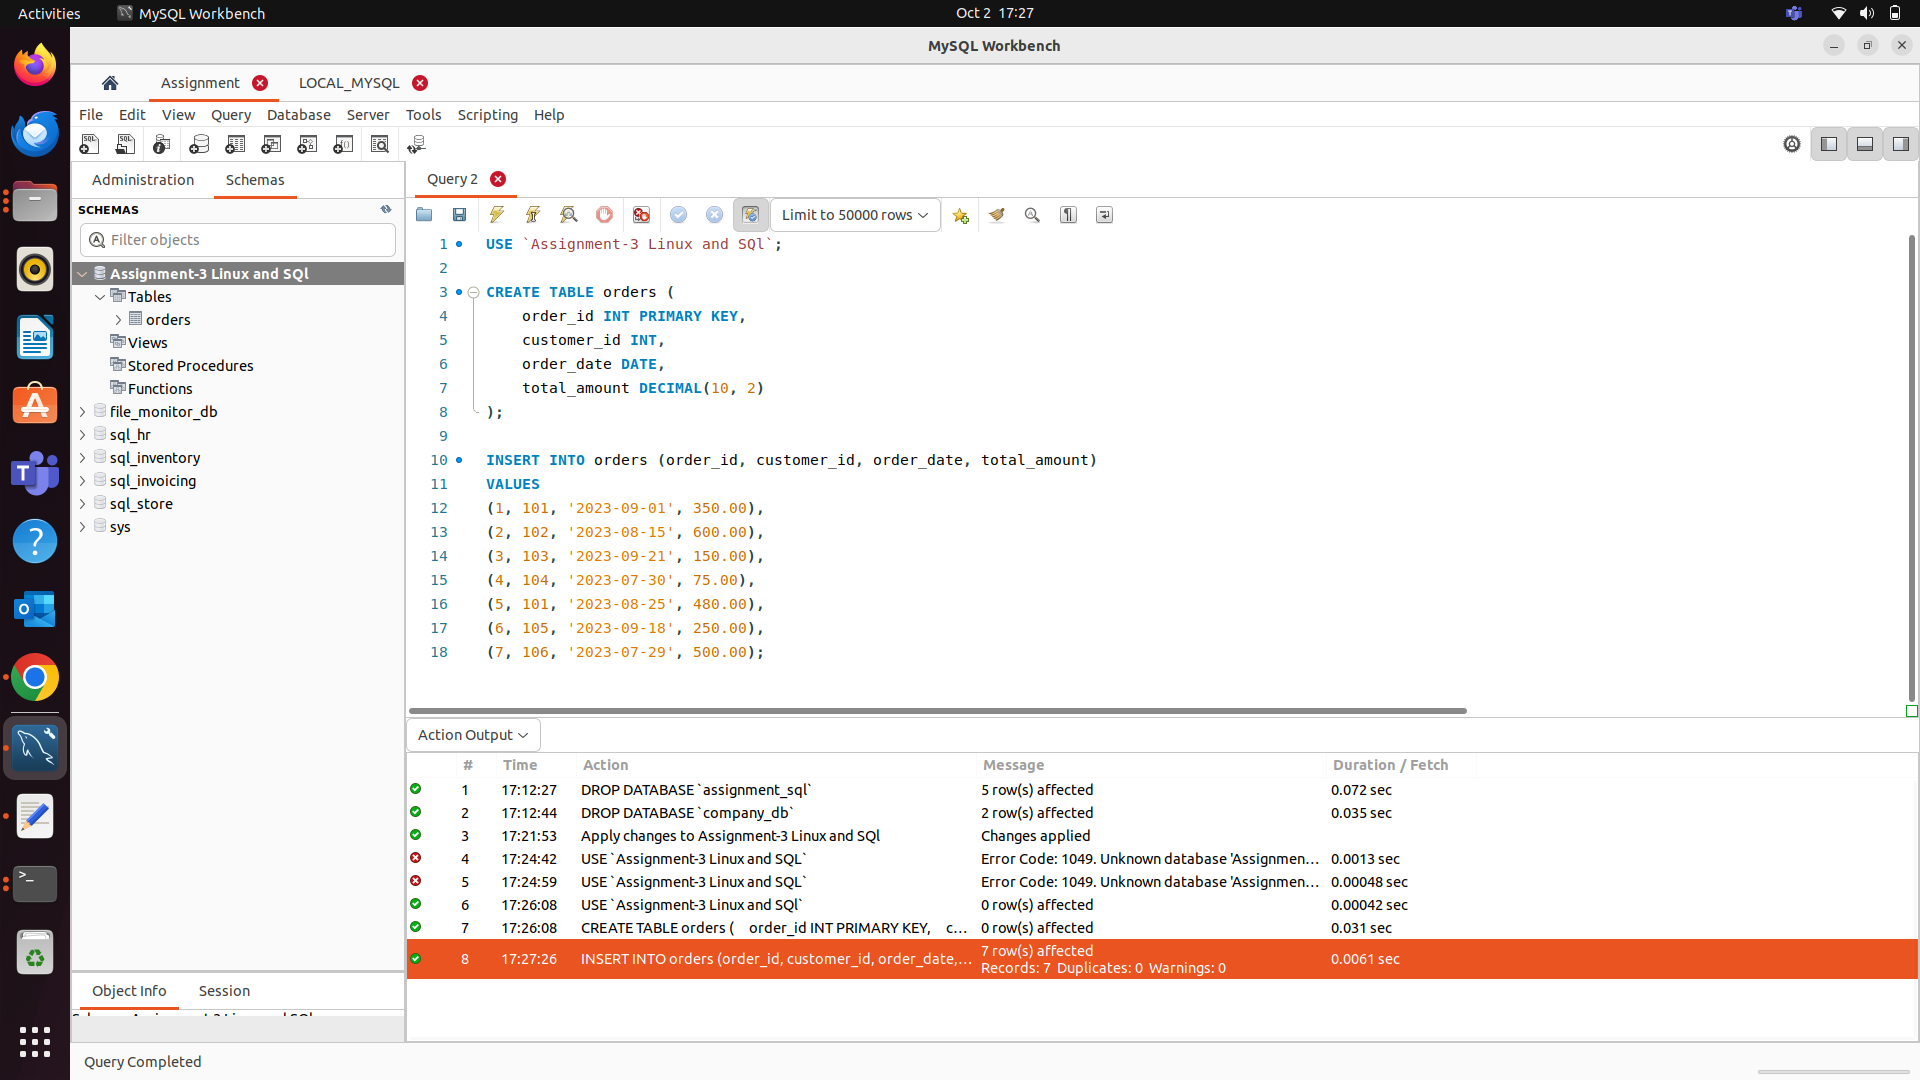 Activities
MySQL Workbench
Oct 2 17:27
MySQL Workbench
Assignment
LOCAL_MYSQL
File Edit View Query Database Server Tools Scripting Help
Administration
Schemas
SCHEMAS
Filter objects
Assignment-3 Linux and SQl
Tables
orders
Views
Stored Procedures
Functions
file_monitor_db
sql_hr
sql_inventory
sql_invoicing
sql_store
sys
Query 2
Limit to 50000 rows
1 USE `Assignment-3 Linux and SQl`;
2
3 CREATE TABLE orders (
4 order_id INT PRIMARY KEY,
5 customer_id INT,
6 order_date DATE,
7 total_amount DECIMAL(10, 2)
8 );
9
10 INSERT INTO orders (order_id, customer_id, order_date, total_amount)
11 VALUES
12 (1, 101, '2023-09-01', 350.00),
13 (2, 102, '2023-08-15', 600.00),
14 (3, 103, '2023-09-21', 150.00),
15 (4, 104, '2023-07-30', 75.00),
16 (5, 101, '2023-08-25', 480.00),
17 (6, 105, '2023-09-18', 250.00),
18 (7, 106, '2023-07-29', 500.00);
Action Output
# Time Action Message Duration / Fetch
1 17:12:27 DROP DATABASE `assignment_sql` 5 row(s) affected 0.072 sec
2 17:12:44 DROP DATABASE `company_db` 2 row(s) affected 0.035 sec
3 17:21:53 Apply changes to Assignment-3 Linux and SQl Changes applied
4 17:24:42 USE `Assignment-3 Linux and SQL` Error Code: 1049. Unknown database 'Assignmen... 0.0013 sec
5 17:24:59 USE `Assignment-3 Linux and SQL` Error Code: 1049. Unknown database 'Assignmen... 0.00048 sec
6 17:26:08 USE `Assignment-3 Linux and SQl` 0 row(s) affected 0.00042 sec
7 17:26:08 CREATE TABLE orders ( order_id INT PRIMARY KEY, c... 0 row(s) affected 0.031 sec
8 17:27:26 INSERT INTO orders (order_id, customer_id, order_date,... 7 row(s) affected
Records: 7 Duplicates: 0 Warnings: 0 0.0061 sec
Object Info
Session
Query Completed